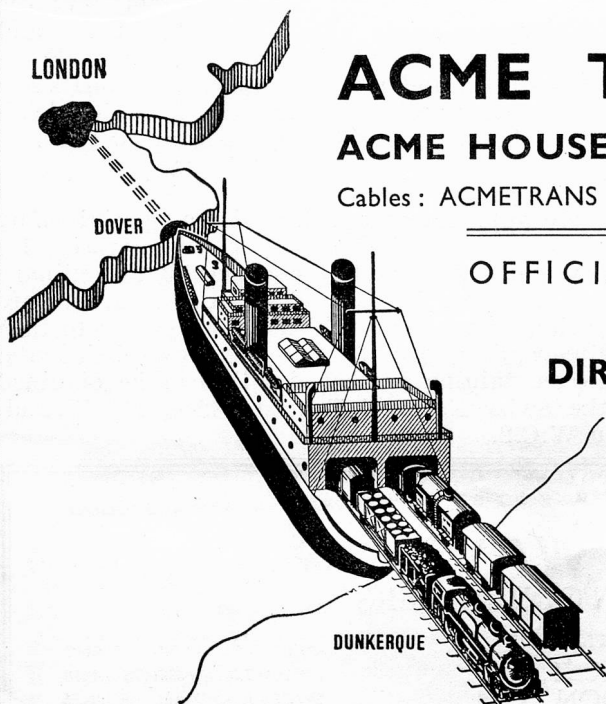 LONDON
ACME
ACME HOUSE
Cables : ACMETRANS
DOVER
OFFICI
DIR
DUNKERQUE